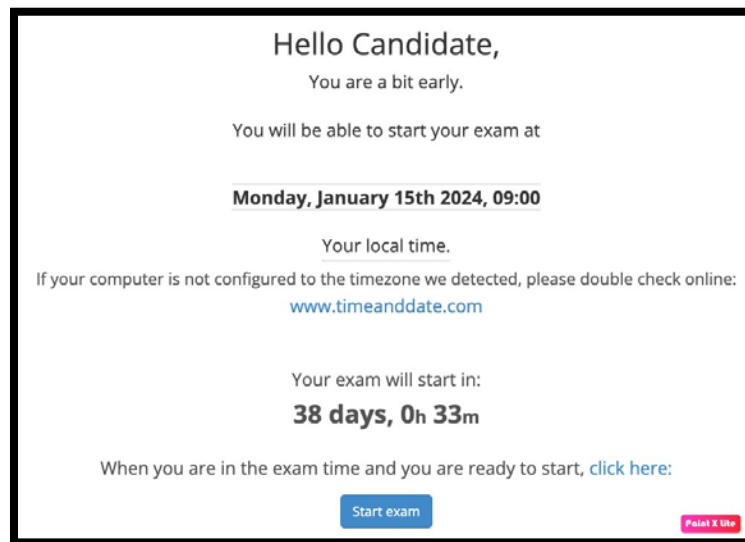 Hello Candidate,
You are a bit early.
You will be able to start your exam at
Monday, January 15th 2024, 09:00
Your local time.
If your computer is not configured to the timezone we detected, please double check online:
www.timeanddate.com
Your exam will start in:
38 days, 0h 33m
When you are in the exam time and you are ready to start, click here:
Start exam
Paint X Lite